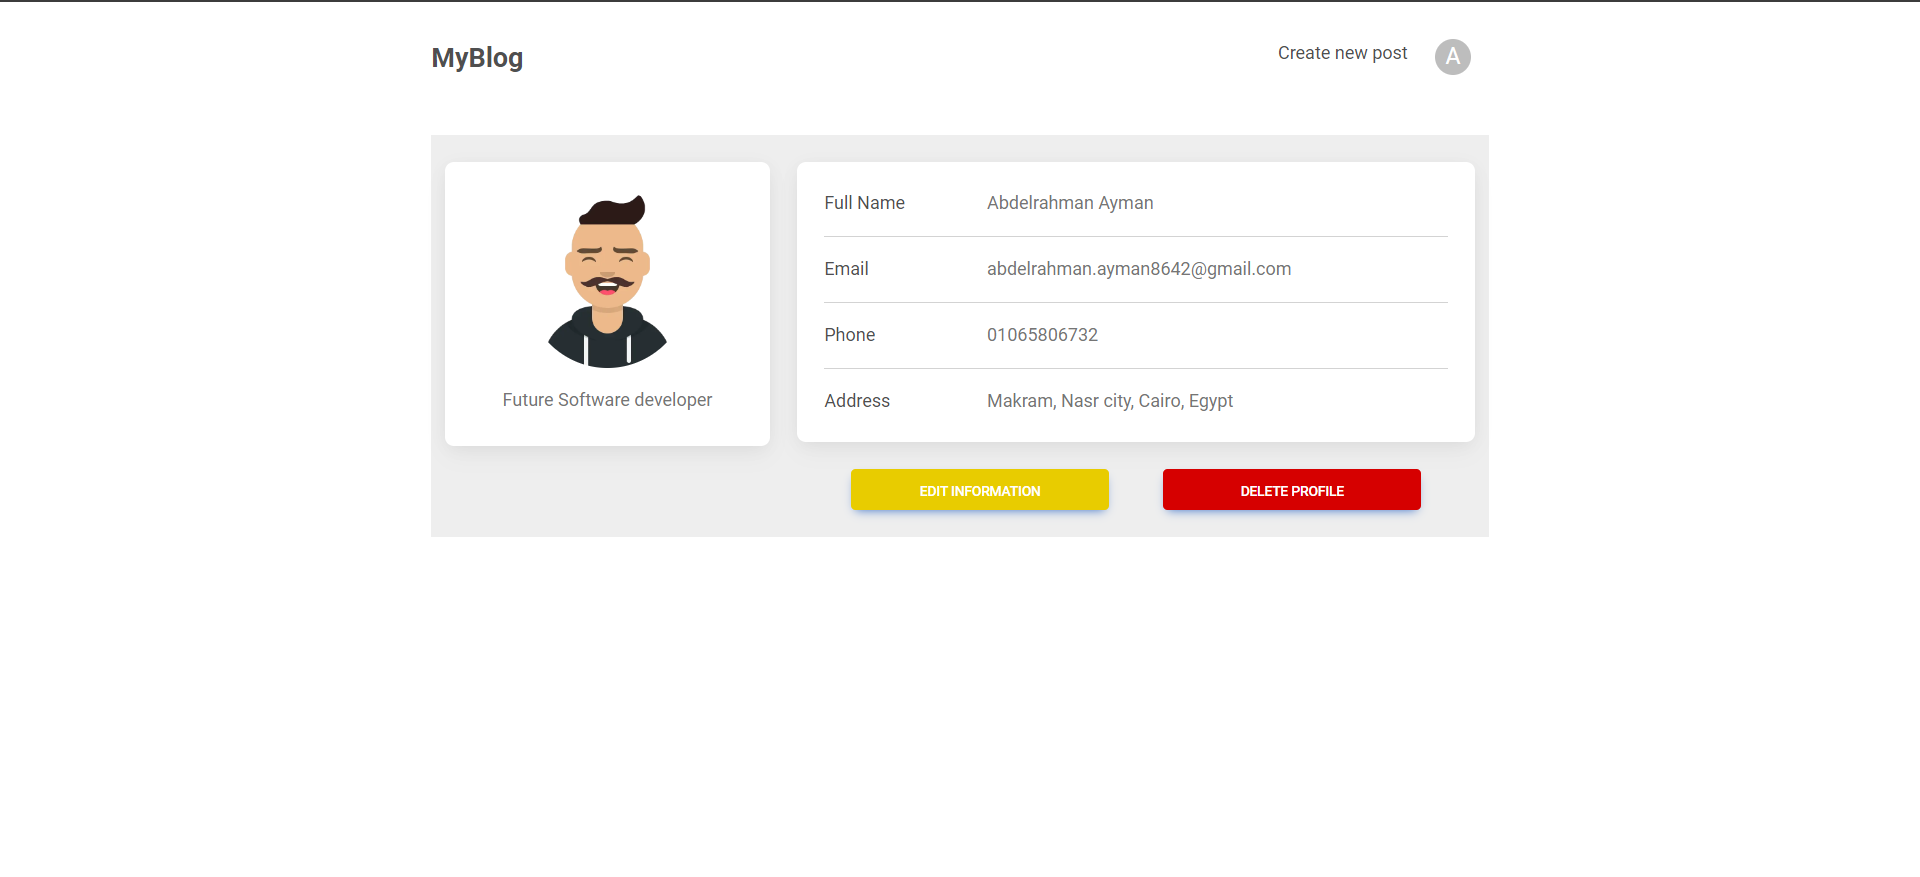 MyBlog
Create new post
A
Future Software developer
Full Name Abdelrahman Ayman
Email abdelrahman.ayman8642@gmail.com
Phone 01065806732
Address Makram, Nasr city, Cairo, Egypt
EDIT INFORMATION
DELETE PROFILE